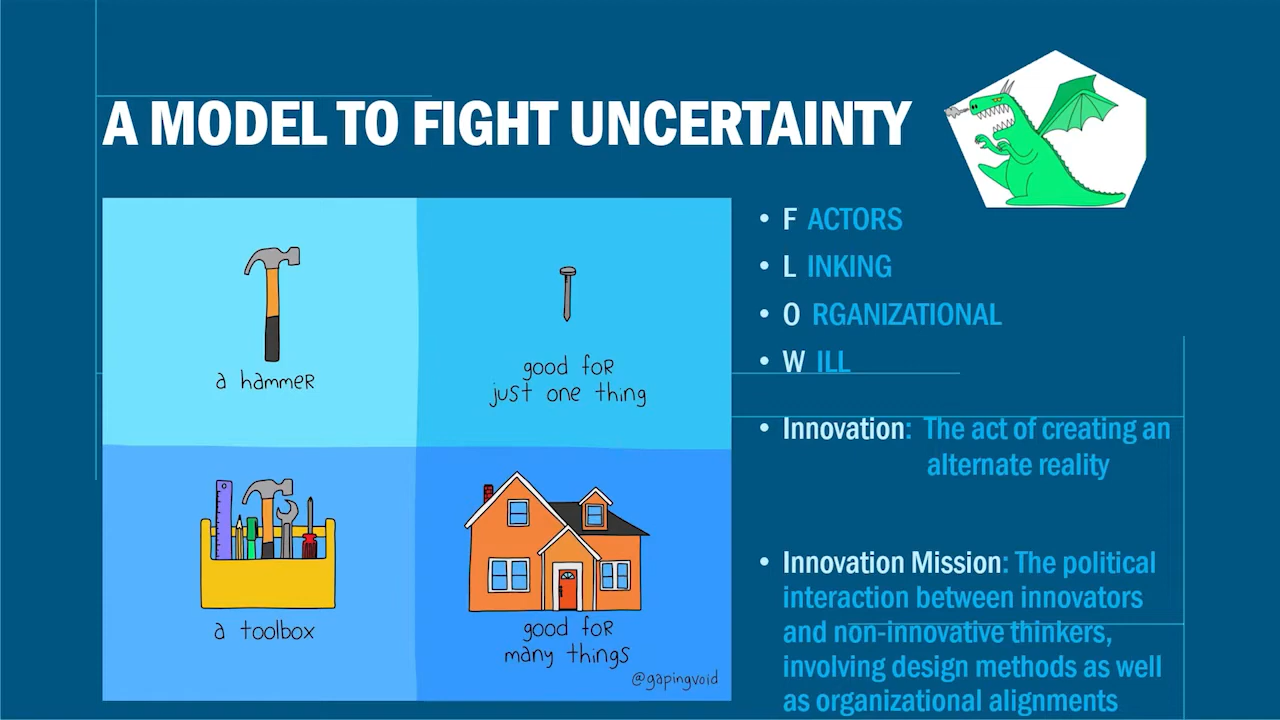 A MODEL TO FIGHT UNCERTAINTY
a hammer
good for
just one thing
a toolbox
good for
many things
@gapingvoid
• F ACTORS
• L INKING
• O RGANIZATIONAL
• W ILL
• Innovation: The act of creating an
alternate reality
• Innovation Mission: The political
interaction between innovators
and non-innovative thinkers,
involving design methods as well
as organizational alignments